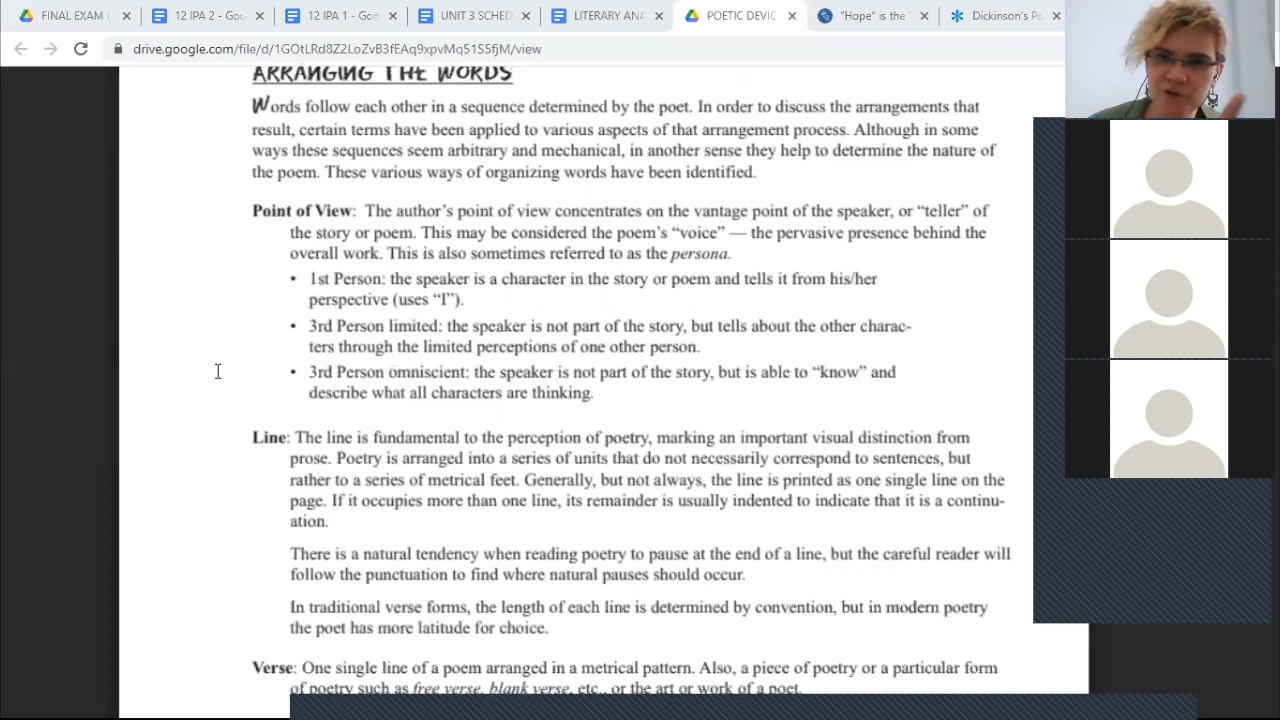 FINAL EXAM (
12 IPA 2 - Goo
12 IPA 1 - Goo
UNIT 3 SCHED
LITERARY ANA
POETIC DEVIC
"Hope" is the
Dickinson's Po
drive.google.com/file/d/1GOtLRd8Z2LoZvB3fEAq9xpvMq51S5fjM/view
ARRANGING THE WORDS
Words follow each other in a sequence determined by the poet. In order to discuss the arrangements that
result, certain terms have been applied to various aspects of that arrangement process. Although in some
ways these sequences seem arbitrary and mechanical, in another sense they help to determine the nature of
the poem. These various ways of organizing words have been identified.
Point of View: The author's point of view concentrates on the vantage point of the speaker, or “teller” of
the story or poem. This may be considered the poem's “voice” — the pervasive presence behind the
overall work. This is also sometimes referred to as the persona.
• 1st Person: the speaker is a character in the story or poem and tells it from his/her
perspective (uses “I”).
• 3rd Person limited: the speaker is not part of the story, but tells about the other charac-
ters through the limited perceptions of one other person.
• 3rd Person omniscient: the speaker is not part of the story, but is able to “know” and
describe what all characters are thinking.
Line: The line is fundamental to the perception of poetry, marking an important visual distinction from
prose. Poetry is arranged into a series of units that do not necessarily correspond to sentences, but
rather to a series of metrical feet. Generally, but not always, the line is printed as one single line on the
page. If it occupies more than one line, its remainder is usually indented to indicate that it is a continu-
ation.
There is a natural tendency when reading poetry to pause at the end of a line, but the careful reader will
follow the punctuation to find where natural pauses should occur.
In traditional verse forms, the length of each line is determined by convention, but in modern poetry
the poet has more latitude for choice.
Verse: One single line of a poem arranged in a metrical pattern. Also, a piece of poetry or a particular form
of poetry such as free verse, blank verse, etc., or the art or work of a poet.